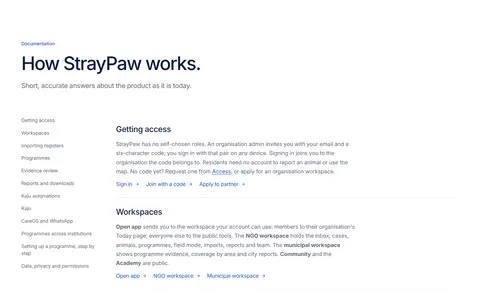 Documentation
How StrayPaw works.
Short, accurate answers about the product as it is today.
Getting access
Workspaces
Importing registers
Programmes
Evidence review
Reports and downloads
Kaju automations
Kaju
CareOS and WhatsApp
Programmes across institutions
Setting up a programme, step by
step
Data, privacy and permissions
Getting access
StrayPaw has no self-chosen roles. An organisation admin invites you with your email and a
six-character code; you sign in with that pair on any device. Signing in joins you to the
organisation the code belongs to. Residents need no account to report an animal or use the
map. No code yet? Request one from Access, or apply for an organisation workspace.
Sign in → Join with a code → Apply to partner →
Workspaces
Open app sends you to the workspace your account can use: members to their organisation's
Today page; everyone else to the public tools. The NGO workspace holds the inbox, cases,
animals, programmes, field mode, imports, reports and team. The municipal workspace
shows programme evidence, coverage by area and city reports. Community and the
Academy are public.
Open app → NGO workspace → Municipal workspace →